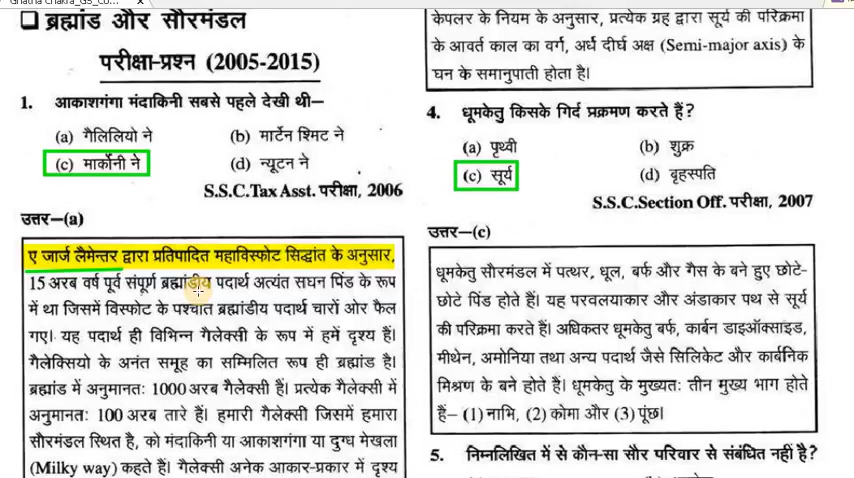 Ghatna Chakra_GS_Co...
❑ ब्रह्मांड और सौरमंडल
परीक्षा-प्रश्न (2005-2015)
1. आकाशगंगा मंदाकिनी सबसे पहले देखी थी–
(a) गैलिलियो ने (b) मार्टेन श्मिट ने
(c) मार्कोनी ने (d) न्यूटन ने
S.S.C.Tax Asst. परीक्षा, 2006
उत्तर–(a)
ए जार्ज लैमेन्तर द्वारा प्रतिपादित महाविस्फोट सिद्धांत के अनुसार,
15 अरब वर्ष पूर्व संपूर्ण ब्रह्मांडीय पदार्थ अत्यंत सघन पिंड के रूप
में था जिसमें विस्फोट के पश्चात ब्रह्मांडीय पदार्थ चारों ओर फैल
गए। यह पदार्थ ही विभिन्न गैलेक्सी के रूप में हमें दृश्य हैं।
गैलेक्सियो के अनंत समूह का सम्मिलित रूप ही ब्रह्मांड है।
ब्रह्मांड में अनुमानतः 1000 अरब गैलेक्सी हैं। प्रत्येक गैलेक्सी में
अनुमानतः 100 अरब तारे हैं। हमारी गैलेक्सी जिसमें हमारा
सौरमंडल स्थित है, को मंदाकिनी या आकाशगंगा या दुग्ध मेखला
(Milky way) कहते हैं। गैलेक्सी अनेक आकार-प्रकार में दृश्य
केपलर के नियम के अनुसार, प्रत्येक ग्रह द्वारा सूर्य की परिक्रमा
के आवर्त काल का वर्ग, अर्ध दीर्घ अक्ष (Semi-major axis) के
घन के समानुपाती होता है।
4. धूमकेतु किसके गिर्द प्रक्रमण करते हैं?
(a) पृथ्वी (b) शुक्र
(c) सूर्य (d) बृहस्पति
S.S.C.Section Off. परीक्षा, 2007
उत्तर–(c)
धूमकेतु सौरमंडल में पत्थर, धूल, बर्फ और गैस के बने हुए छोटे-
छोटे पिंड होते हैं। यह परवलयाकार और अंडाकार पथ से सूर्य
की परिक्रमा करते हैं। अधिकतर धूमकेतु बर्फ, कार्बन डाइऑक्साइड,
मीथेन, अमोनिया तथा अन्य पदार्थ जैसे सिलिकेट और कार्बनिक
मिश्रण के बने होते हैं। धूमकेतु के मुख्यतः तीन मुख्य भाग होते
हैं– (1) नाभि, (2) कोमा और (3) पूंछ।
5. निम्नलिखित में से कौन-सा सौर परिवार से संबंधित नहीं है?